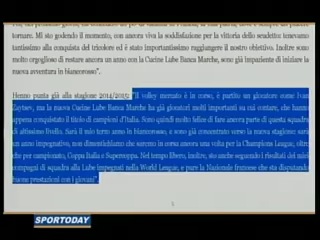 torture. Mi sto godendo il momento, con ancora viva la soddisfazione per la vittoria dello scudetto: tenevamo
tantissimo alla conquista del tricolore ed è stato importantissimo raggiungere il nostro obiettivo. Inoltre sono
molto orgoglioso di restare ancora un anno con la Cucine Lube Banca Marche, sono già impaziente di iniziare la
nuova avventura in biancorosso".
Henno punta già alla stagione 2014/2015: "Il volley mercato è in corso, è partito un giocatore come Ivan
Zaytsev, ma la Cucine Lube Banca Marche ha già giocatori molti importanti su cui contare, che hanno
appena conquistato il titolo di campioni d'Italia. Sono quindi molto felice di fare ancora parte di questa squadra
di altissimo livello. Sarà il mio terzo anno in biancorosso, e sono già concentrato verso la nuova stagione: sarà
un anno impegnativo, non dimentichiamo che saremo in corsa ancora una volta per la Champions League, oltre
che per campionato, Coppa Italia e Supercoppa. Nel tempo libero, inoltre, sto anche seguendo i risultati dei miei
compagni di squadra alla Lube impegnati nella World League, e pure la Nazionale francese che sta disputando
buone prestazioni con i giovani".
SPORTODAY